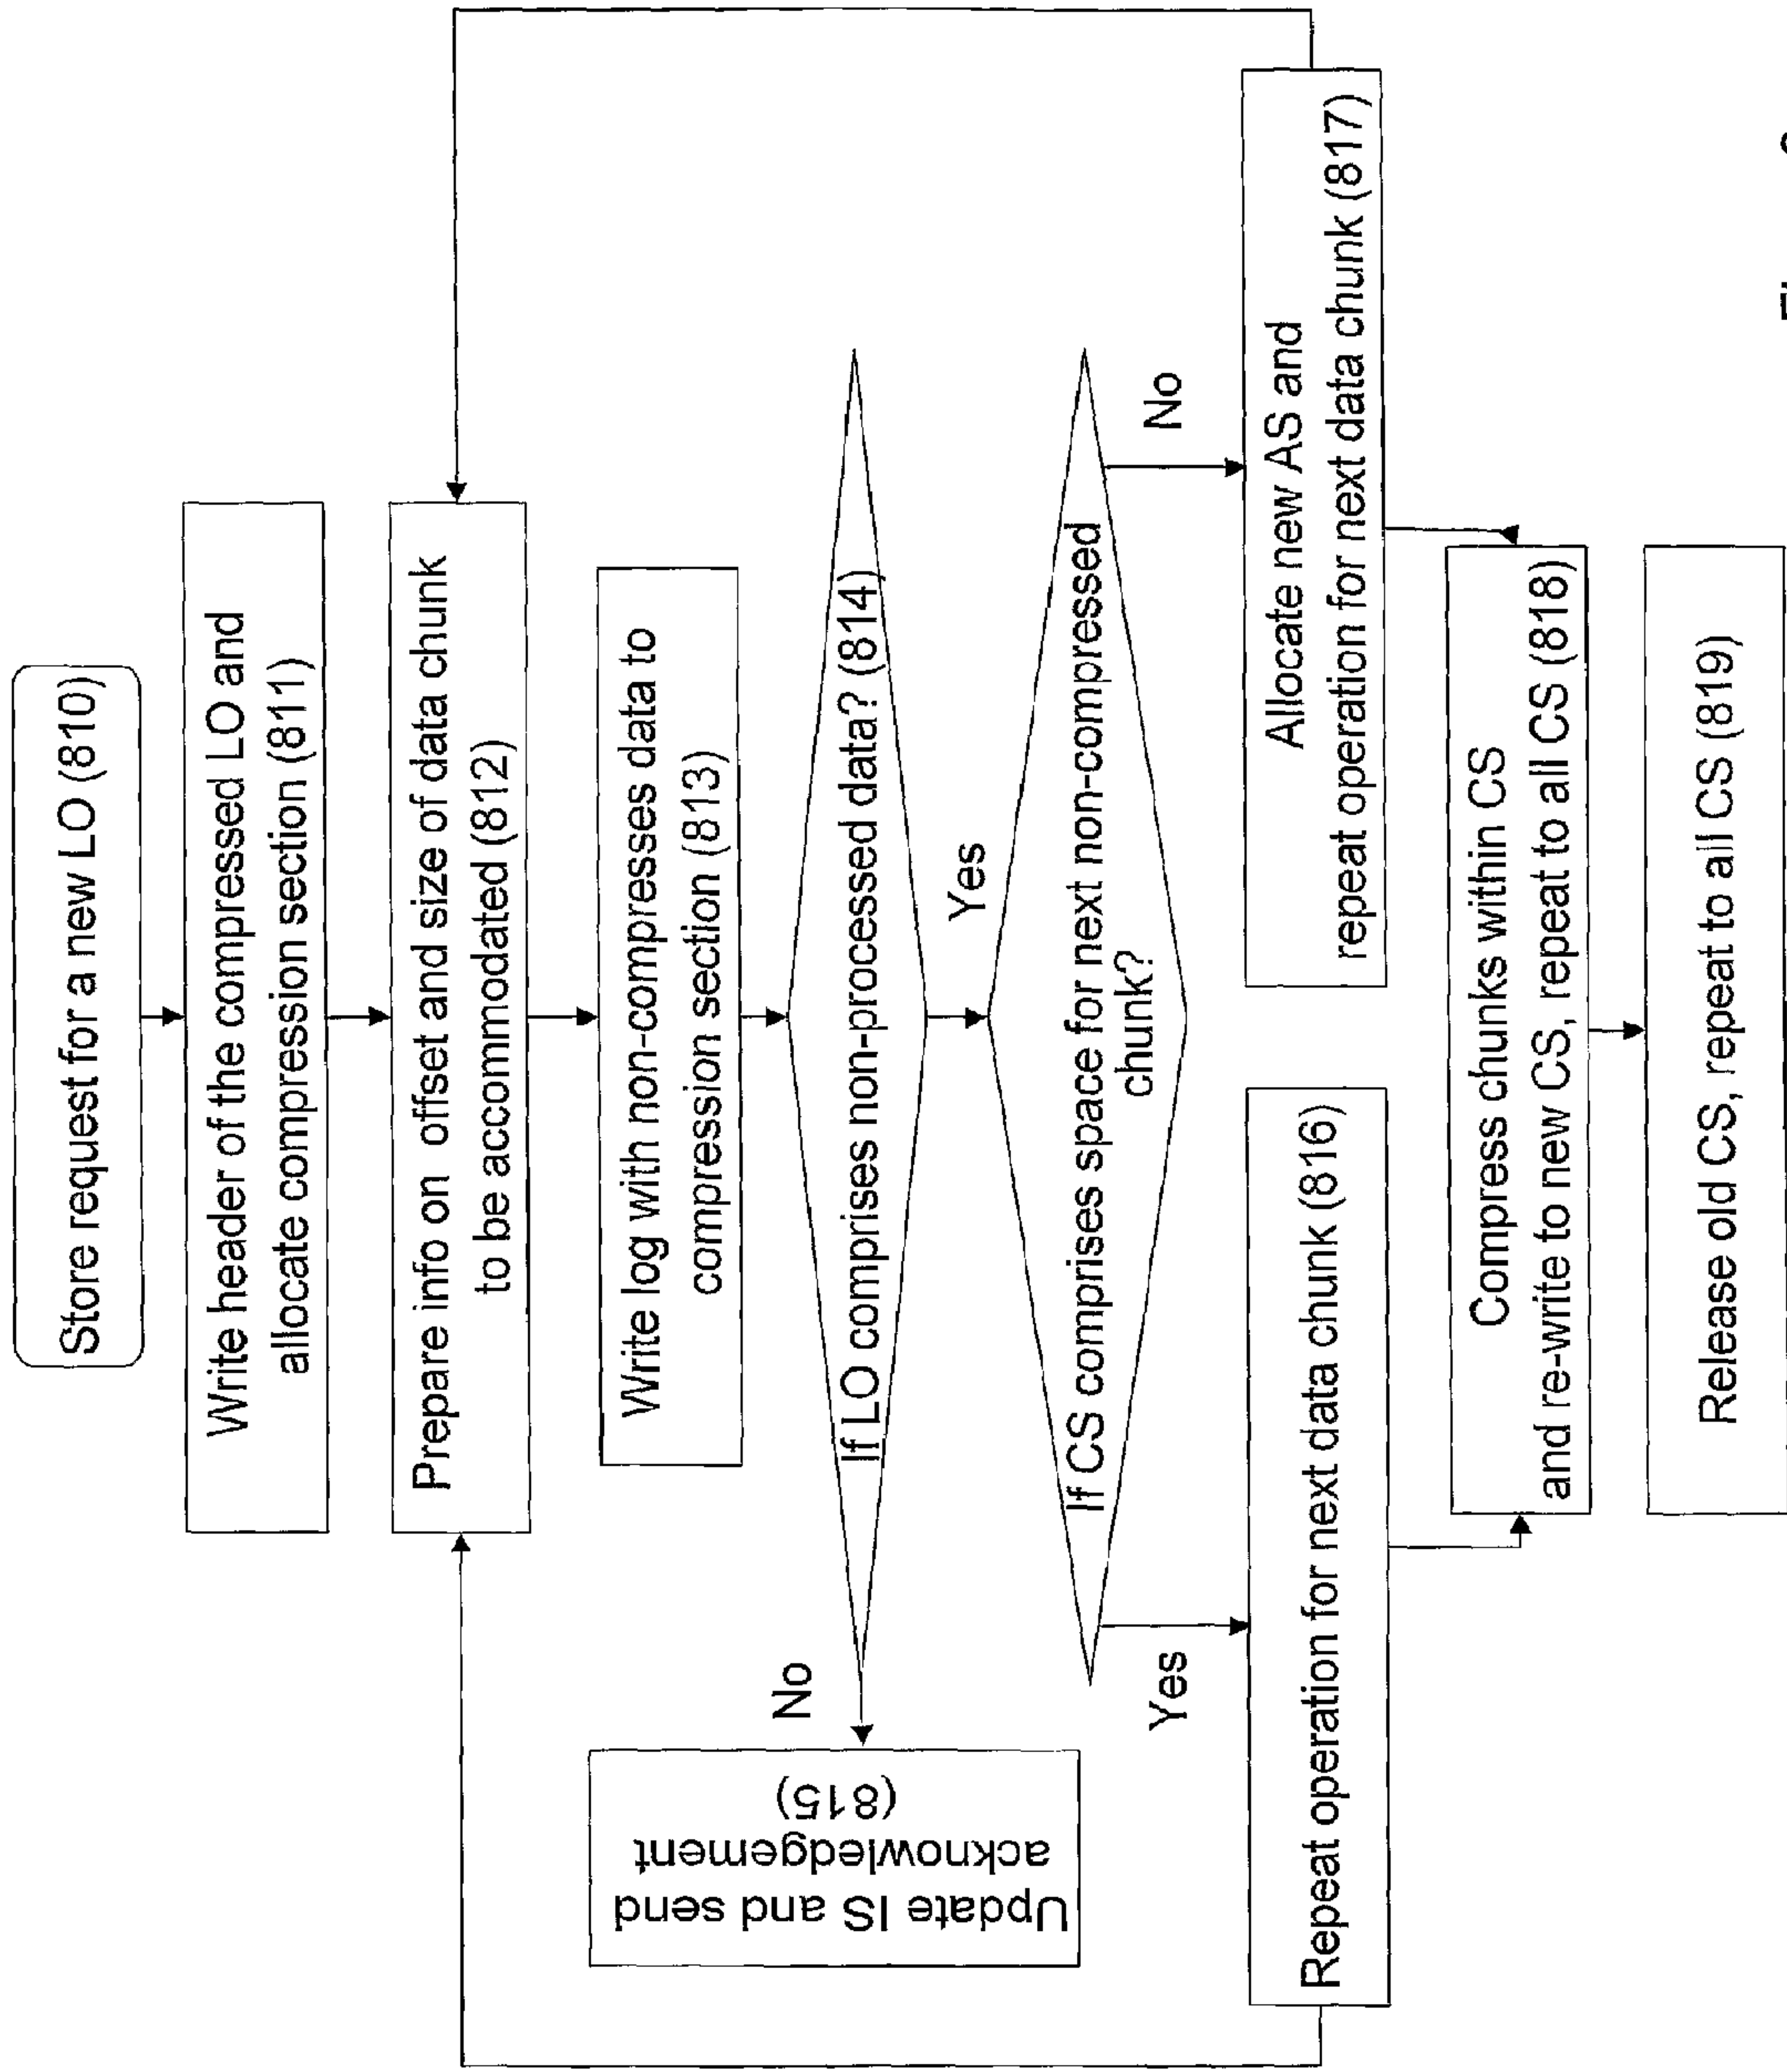 Store request for a new LO (810)
Write header of the compressed LO and
allocate compression section (811)
Prepare info on offset and size of data chunk
to be accommodated (812)
Write log with non-compresses data to
compression section (813)
If LO comprises non-processed data? (814)
No
Update IS and send
acknowledgement
(815)
Yes
If CS comprises space for next non-compressed
chunk?
Yes
No
Repeat operation for next data chunk (816)
Allocate new AS and
repeat operation for next data chunk (817)
Compress chunks within CS
and re-write to new CS, repeat to all CS (818)
Release old CS, repeat to all CS (819)